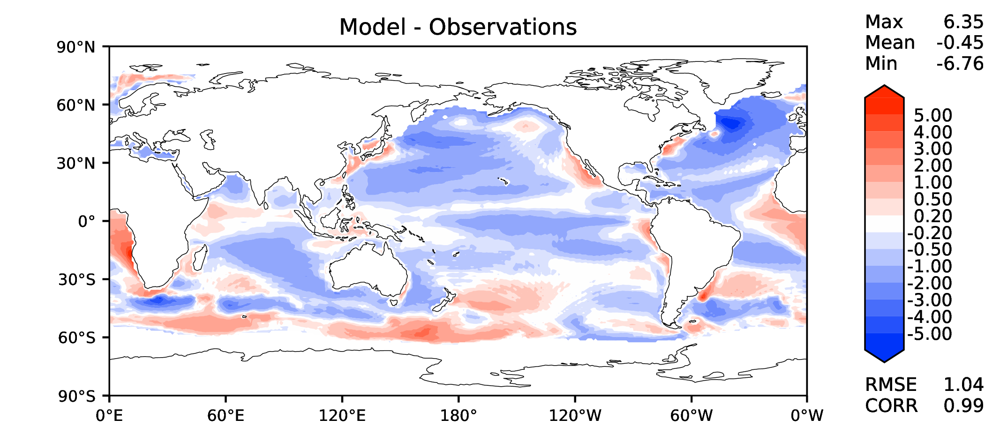 Model - Observations
Max 6.35
Mean -0.45
Min -6.76
90°N
60°N
30°N
0°
30°S
60°S
90°S
0°E 60°E 120°E 180° 120°W 60°W 0°W
5.00
4.00
3.00
2.00
1.00
0.50
0.20
-0.20
-0.50
-1.00
-2.00
-3.00
-4.00
-5.00
RMSE 1.04
CORR 0.99